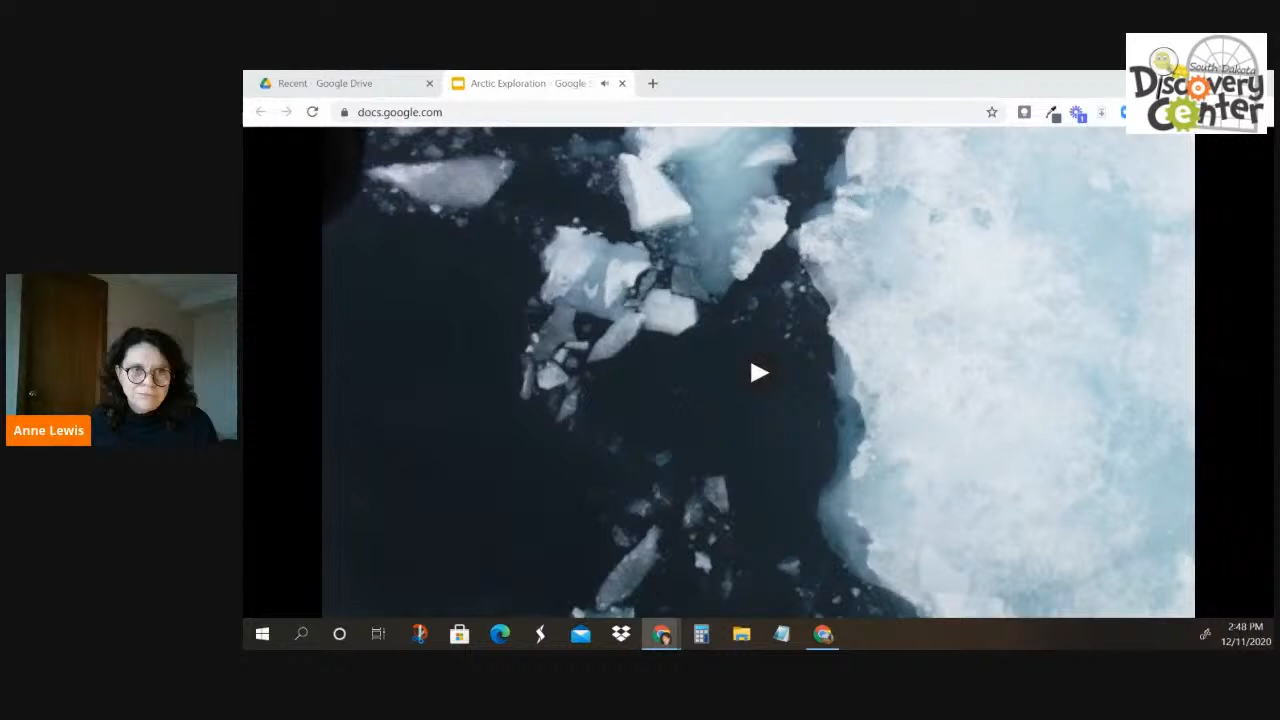 South Dakota
Discovery
Center
Recent - Google Drive
Arctic Exploration - Google S
docs.google.com
Anne Lewis
2:48 PM
12/11/2020